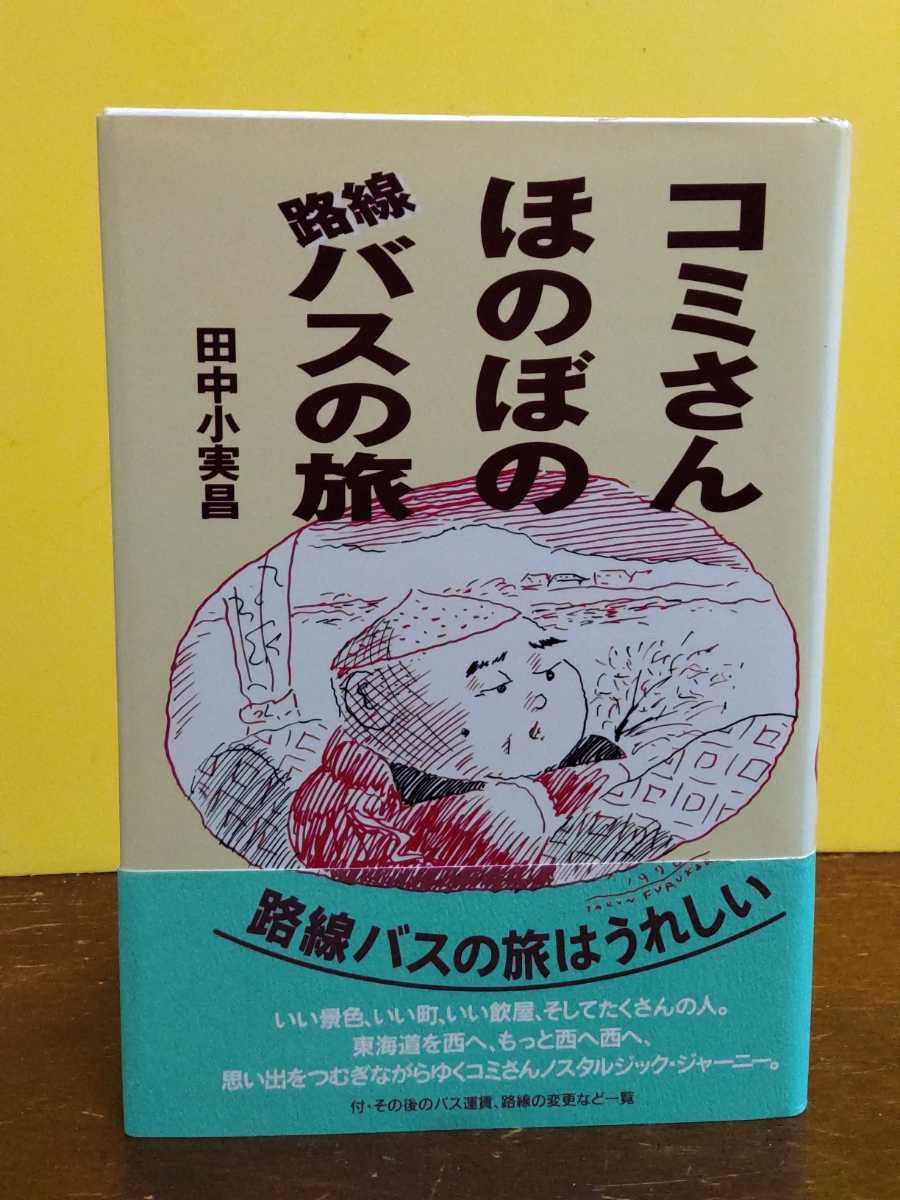 コミさん
ほのぼの
路線
バスの旅
田中小実昌
路線バスの旅はうれしい
いい景色、いい町、いい飲屋、そしてたくさんの人。
東海道を西へ、もっと西へ西へ、
思い出をつむぎながらゆくコミさんノスタルジック・ジャーニー。
付・その後のバス運賃、路線の変更など一覧